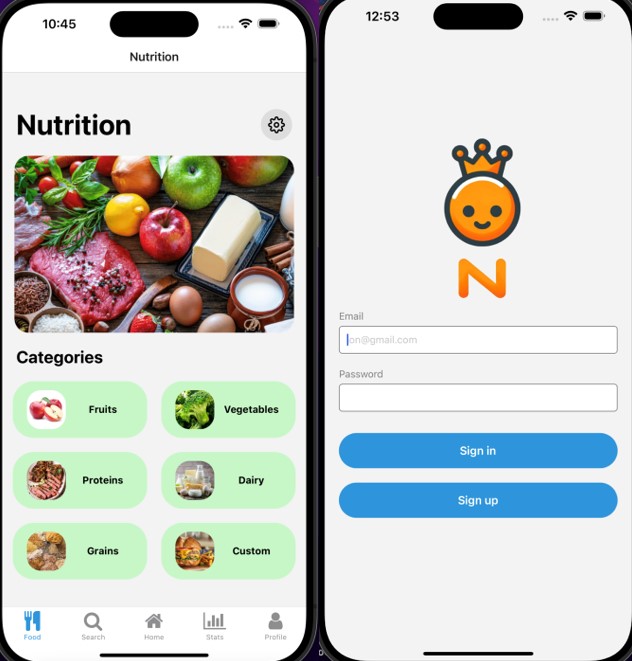 10:45
Nutrition
Nutrition
Categories
Fruits
Vegetables
Proteins
Dairy
Grains
Custom
Food
Search
Home
Stats
Profile
12:53
N
Email
on@gmail.com
Password
Sign in
Sign up